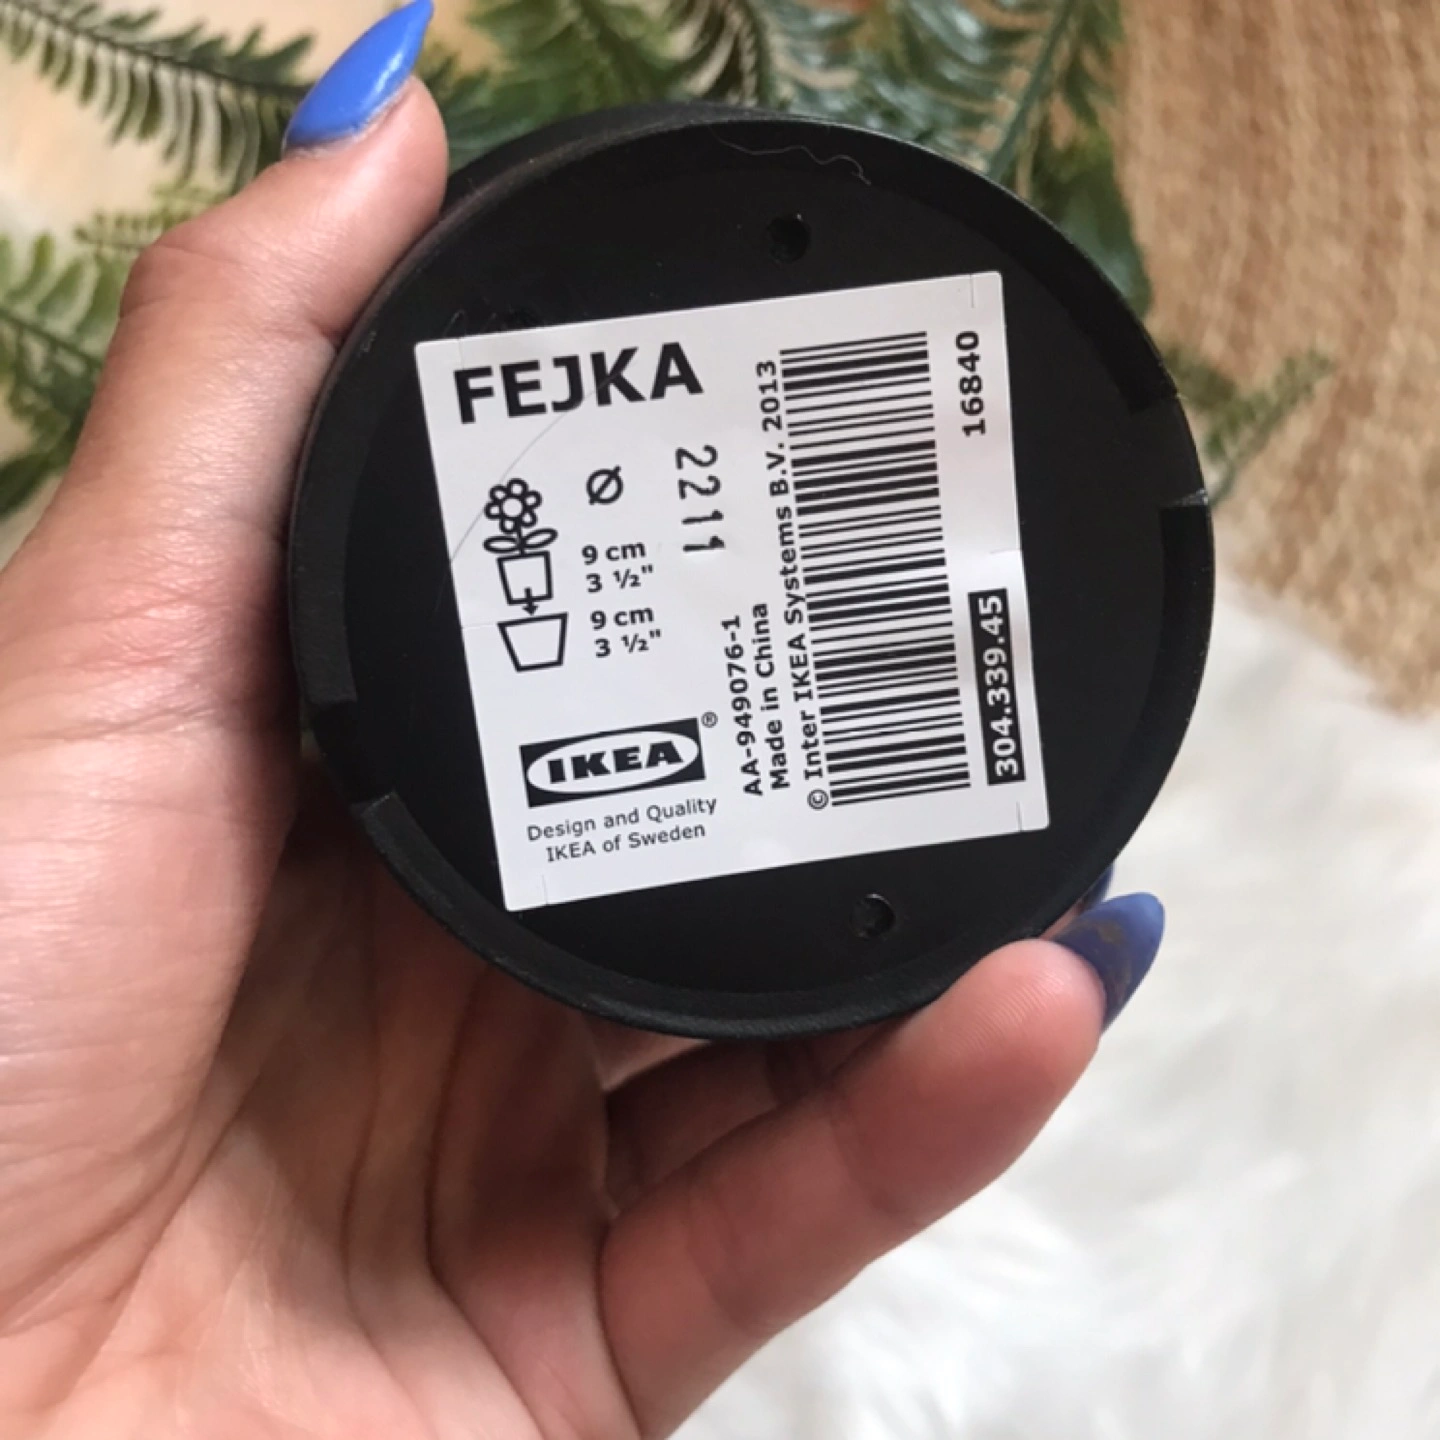 FEJKA
Ø
9 cm
3 ½"
9 cm
3 ½"
2211
IKEA®
Design and Quality
IKEA of Sweden
AA-949076-1
Made in China
© Inter IKEA Systems B.V. 2013
16840
304.339.45